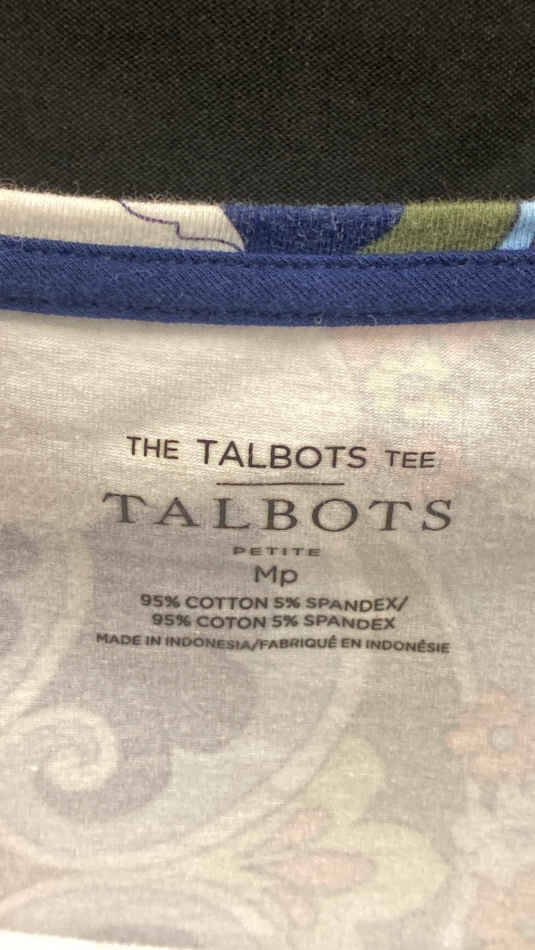 THE TALBOTS TEE
TALBOTS
PETITE
Mp
95% COTTON 5% SPANDEX/
95% COTON 5% SPANDEX
MADE IN INDONESIA/FABRIQUÉ EN INDONÉSIE